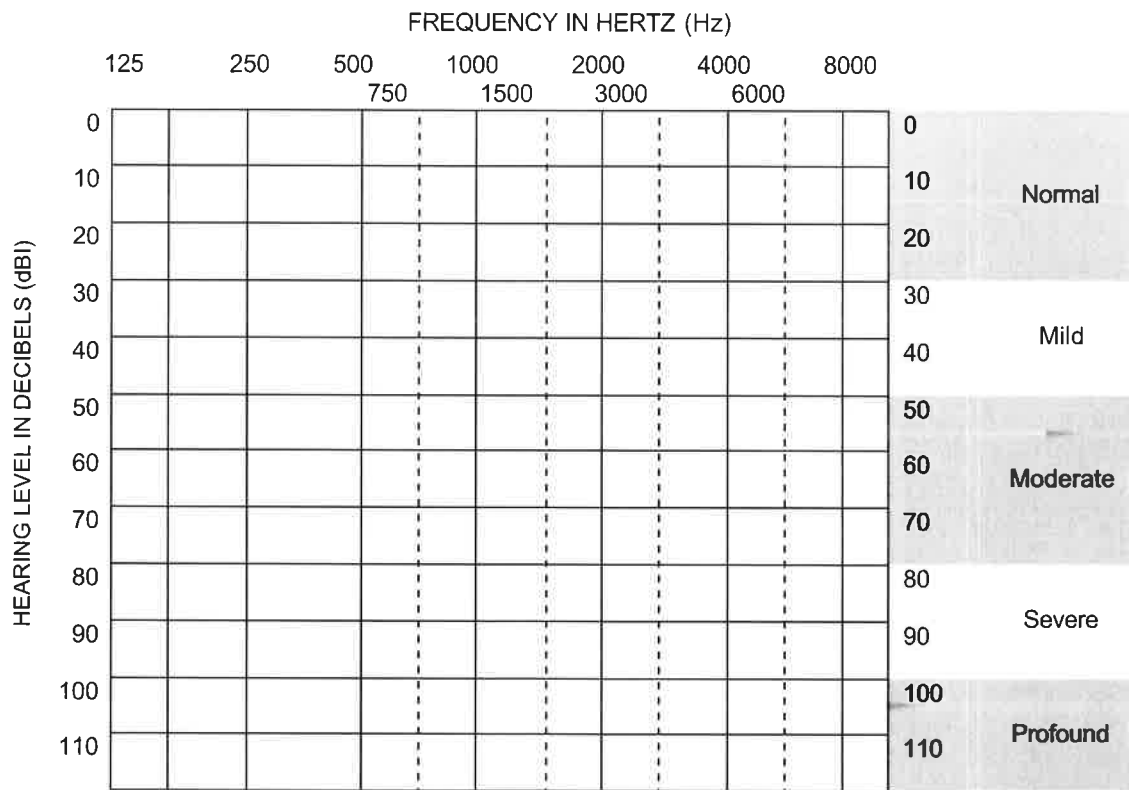 FREQUENCY IN HERTZ (Hz)
125 250 500 1000 2000 4000 8000
750 1500 3000 6000
HEARING LEVEL IN DECIBELS (dBI)
0 0
10 10
Normal
20 20
30 30
Mild
40 40
50 50
60 60
Moderate
70 70
80 80
Severe
90 90
100 100
Profound
110 110